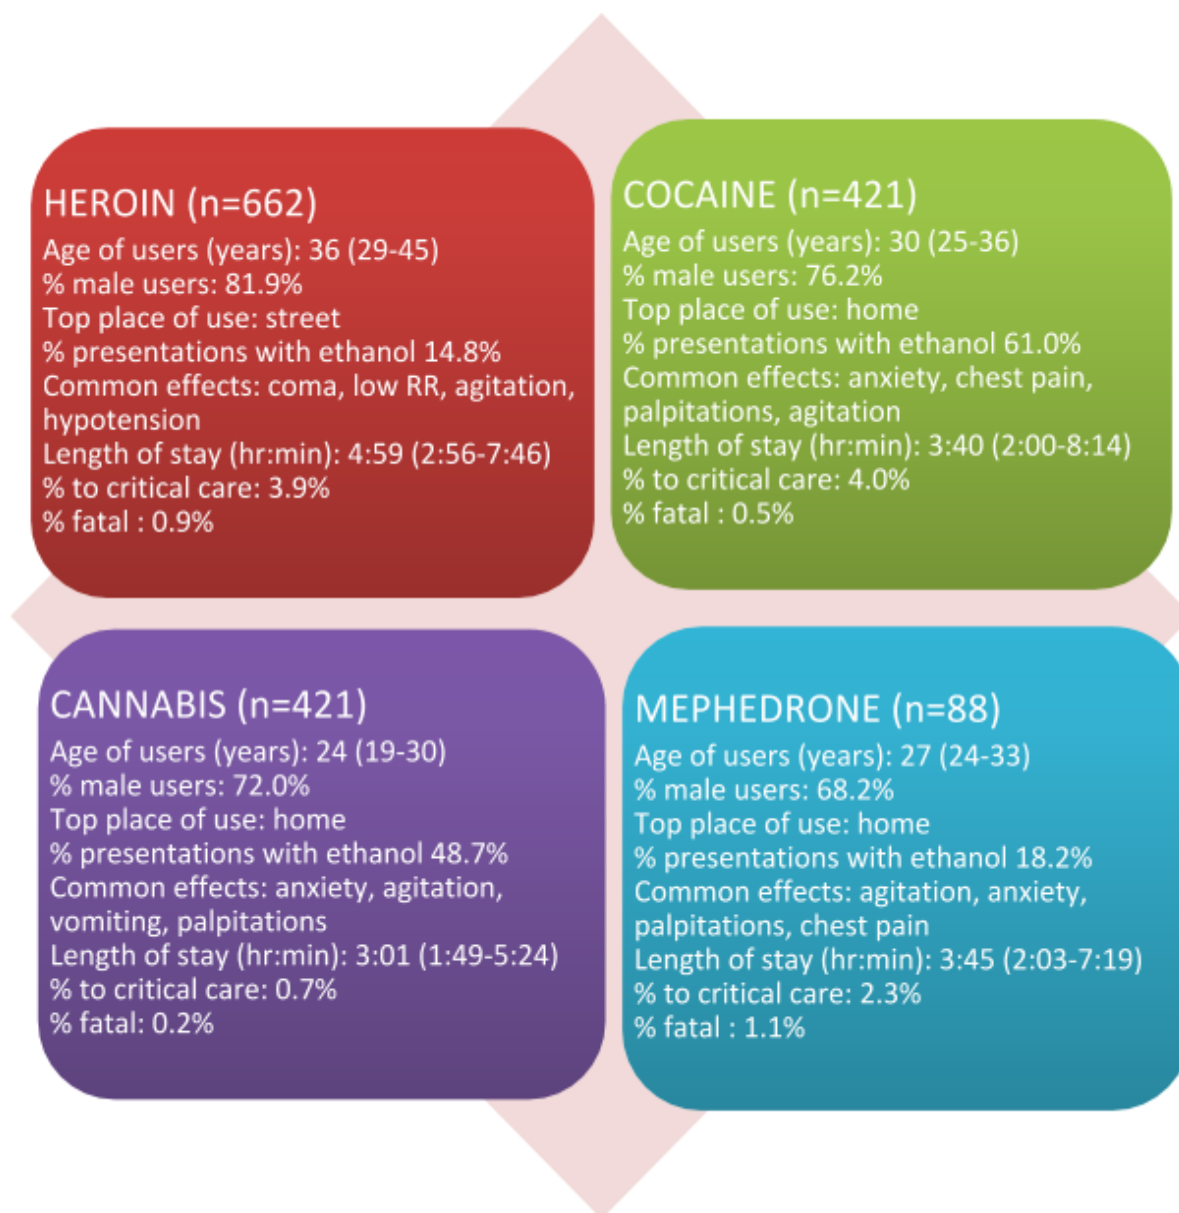 HEROIN (n=662)
Age of users (years): 36 (29-45)
% male users: 81.9%
Top place of use: street
% presentations with ethanol 14.8%
Common effects: coma, low RR, agitation,
hypotension
Length of stay (hr:min): 4:59 (2:56-7:46)
% to critical care: 3.9%
% fatal : 0.9%
COCAINE (n=421)
Age of users (years): 30 (25-36)
% male users: 76.2%
Top place of use: home
% presentations with ethanol 61.0%
Common effects: anxiety, chest pain,
palpitations, agitation
Length of stay (hr:min): 3:40 (2:00-8:14)
% to critical care: 4.0%
% fatal : 0.5%
CANNABIS (n=421)
Age of users (years): 24 (19-30)
% male users: 72.0%
Top place of use: home
% presentations with ethanol 48.7%
Common effects: anxiety, agitation,
vomiting, palpitations
Length of stay (hr:min): 3:01 (1:49-5:24)
% to critical care: 0.7%
% fatal: 0.2%
MEPHEDRONE (n=88)
Age of users (years): 27 (24-33)
% male users: 68.2%
Top place of use: home
% presentations with ethanol 18.2%
Common effects: agitation, anxiety,
palpitations, chest pain
Length of stay (hr:min): 3:45 (2:03-7:19)
% to critical care: 2.3%
% fatal : 1.1%